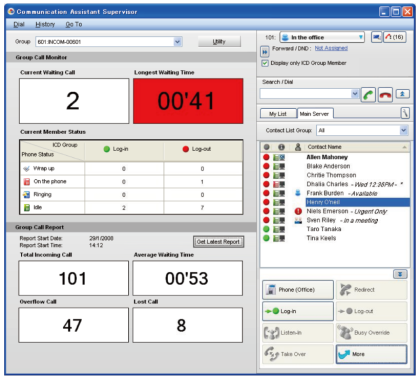 Communication Assistant Supervisor
Dial History Go To
Group 601:INCOM-00601 Utility
Group Call Monitor
Current Waiting Call Longest Waiting Time
2 00'41
Current Member Status
ICD Group
Phone Status
Log-in Log-out
Wrap up 0 0
On the phone 0 1
Ringing 0 0
Idle 2 7
Group Call Report
Report Start Date: 29/1/2008
Report Start Time: 14:12
Get Latest Report
Total Incoming Call Average Waiting Time
101 00'53
Overflow Call Lost Call
47 8
101: In the office (16)
Forward / DND : Not Assigned
Display only ICD Group Member
Search / Dial
My List Main Server
Contact List Group: All
Contact Name
Allen Mahoney
Blake Anderson
Chritie Thompson
Dhalia Charles - Wed 12:36PM - *
Frank Burden - Available
Henry O'neil
Niels Emerson - Urgent Only
Sven Riley - In a meeting
Taro Tanaka
Tina Keels
Phone (Office) Redirect
Log-in Log-out
Listen-in Busy Override
Take Over More